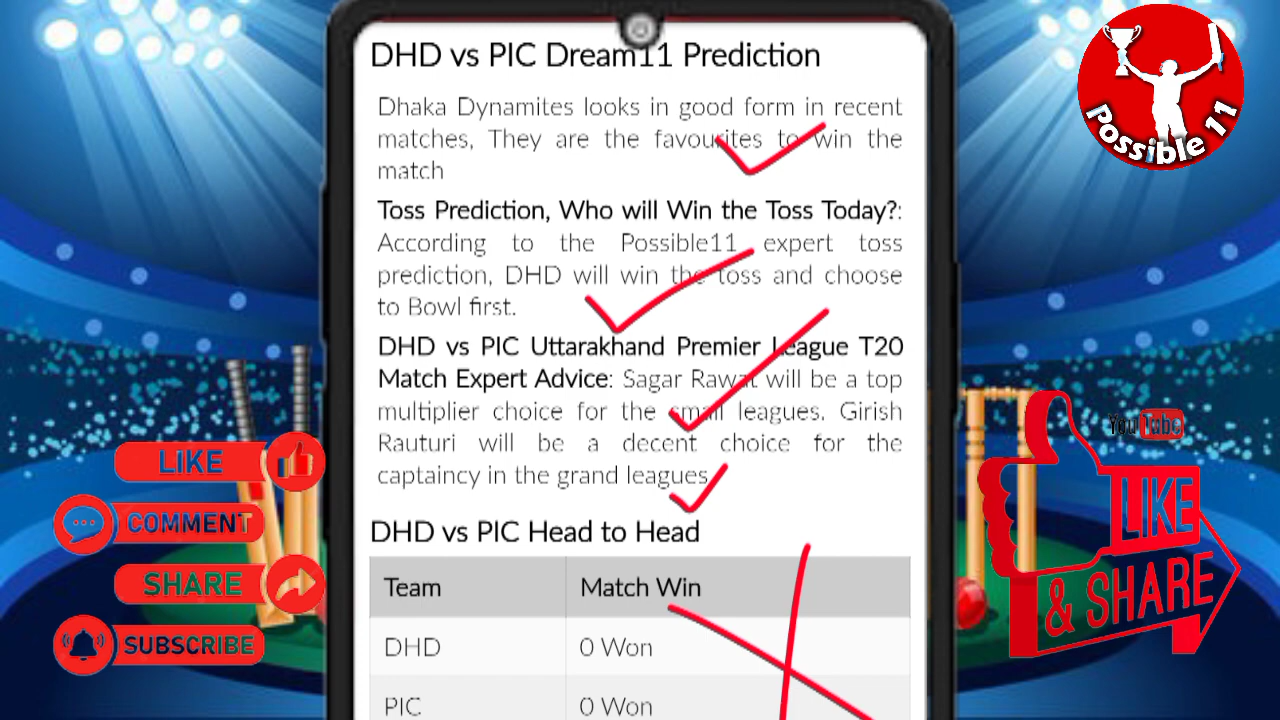 DHD vs PIC Dream11 Prediction
Dhaka Dynamites looks in good form in recent
matches, They are the favourites to win the
match
Toss Prediction, Who will Win the Toss Today?:
According to the Possible11 expert toss
prediction, DHD will win the toss and choose
to Bowl first.
DHD vs PIC Uttarakhand Premier League T20
Match Expert Advice: Sagar Rawat will be a top
multiplier choice for the small leagues. Girish
Rauturi will be a decent choice for the
captaincy in the grand leagues
DHD vs PIC Head to Head
Team Match Win
DHD 0 Won
PIC 0 Won
Possible 11
LIKE
COMMENT
SHARE
SUBSCRIBE
YouTube
LIKE
& SHARE